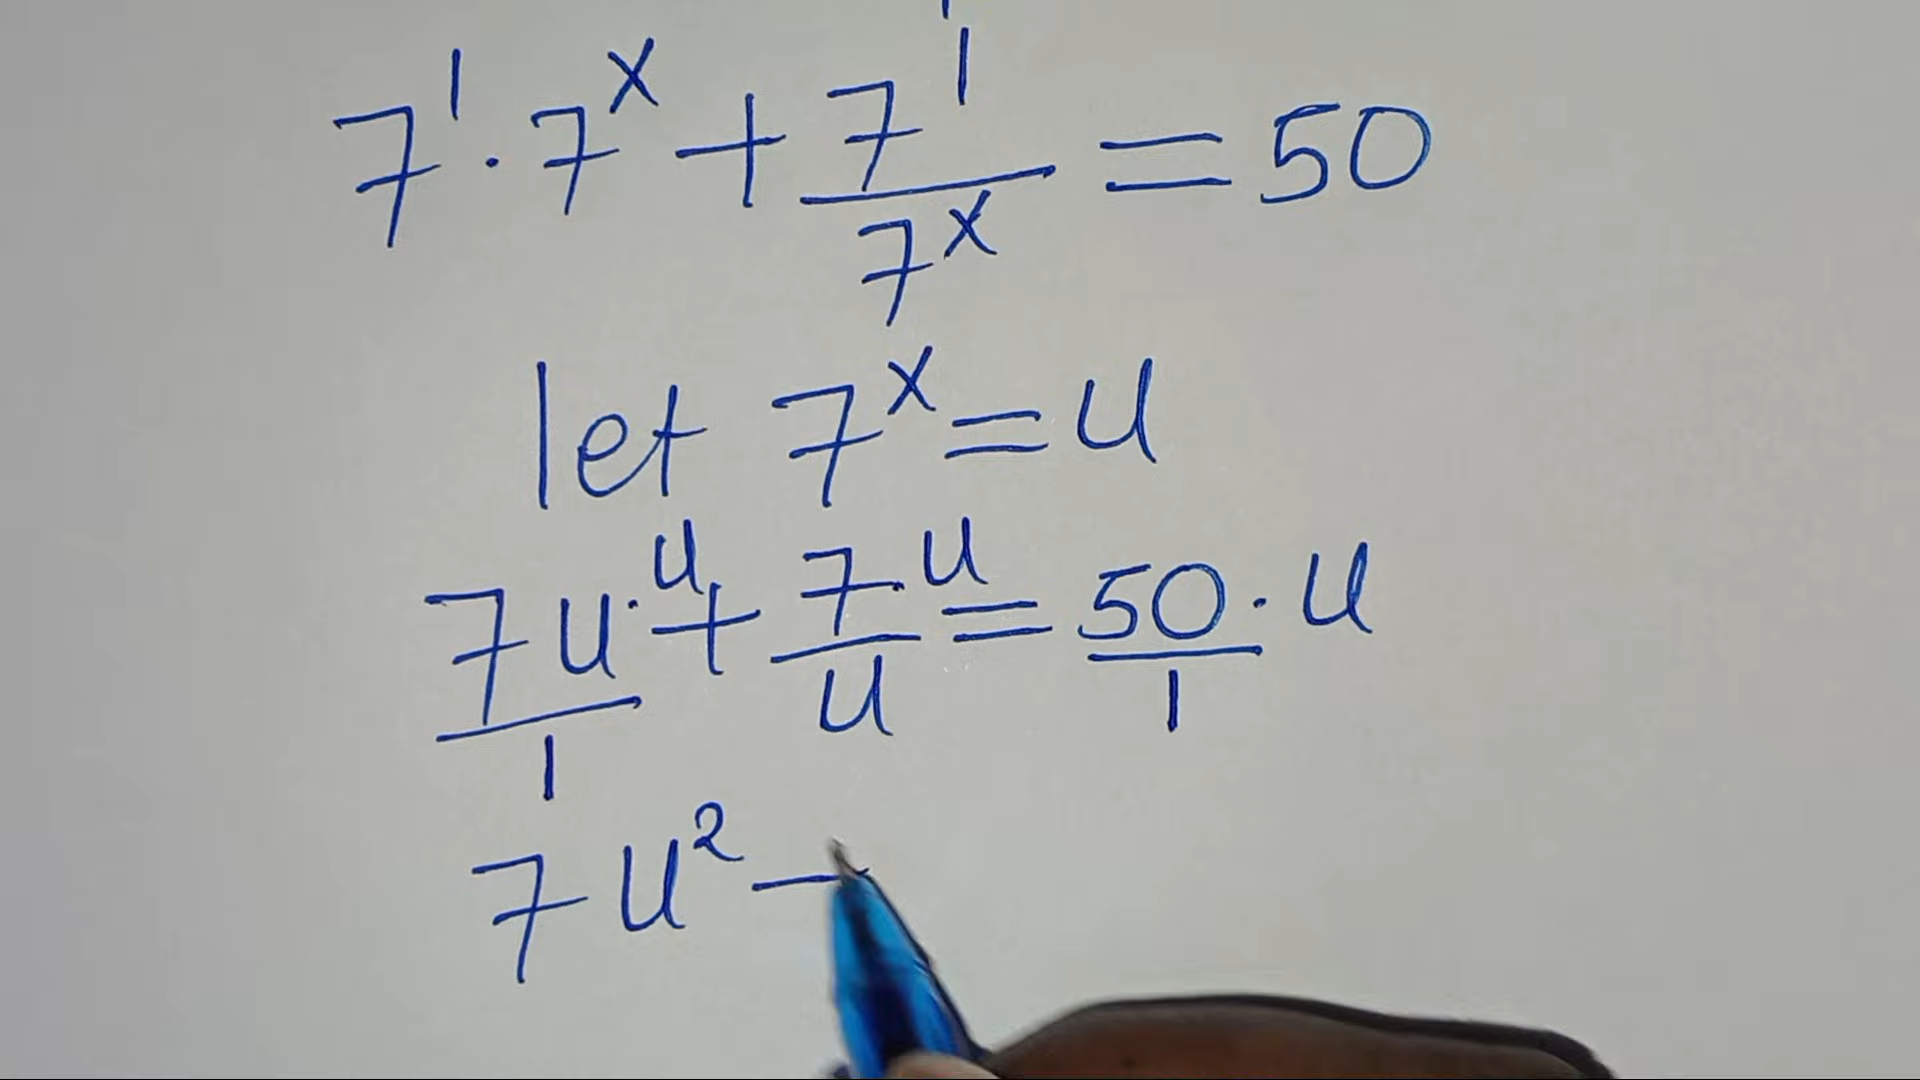 7¹ · 7ˣ + 7¹/7ˣ = 50
let 7ˣ = u
7u/1 · u + 7/u · u = 50/1 · u
7u² −